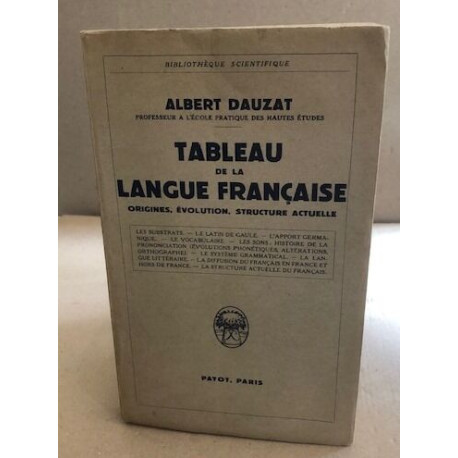 BIBLIOTHÈQUE SCIENTIFIQUE
ALBERT DAUZAT
PROFESSEUR A L'ÉCOLE PRATIQUE DES HAUTES ÉTUDES
TABLEAU
DE LA
LANGUE FRANÇAISE
ORIGINES, ÉVOLUTION, STRUCTURE ACTUELLE
LES SUBSTRATS. — LE LATIN DE GAULE. — L'APPORT GERMA-
NIQUE. — LE VOCABULAIRE. — LES SONS: HISTOIRE DE LA
PRONONCIATION (ÉVOLUTIONS PHONÉTIQUES, ALTÉRATIONS,
ORTHOGRAPHE). — LE SYSTÈME GRAMMATICAL. — LA LAN-
GUE LITTÉRAIRE. — LA DIFFUSION DU FRANÇAIS EN FRANCE ET
HORS DE FRANCE. — LA STRUCTURE ACTUELLE DU FRANÇAIS.
PAYOT, PARIS